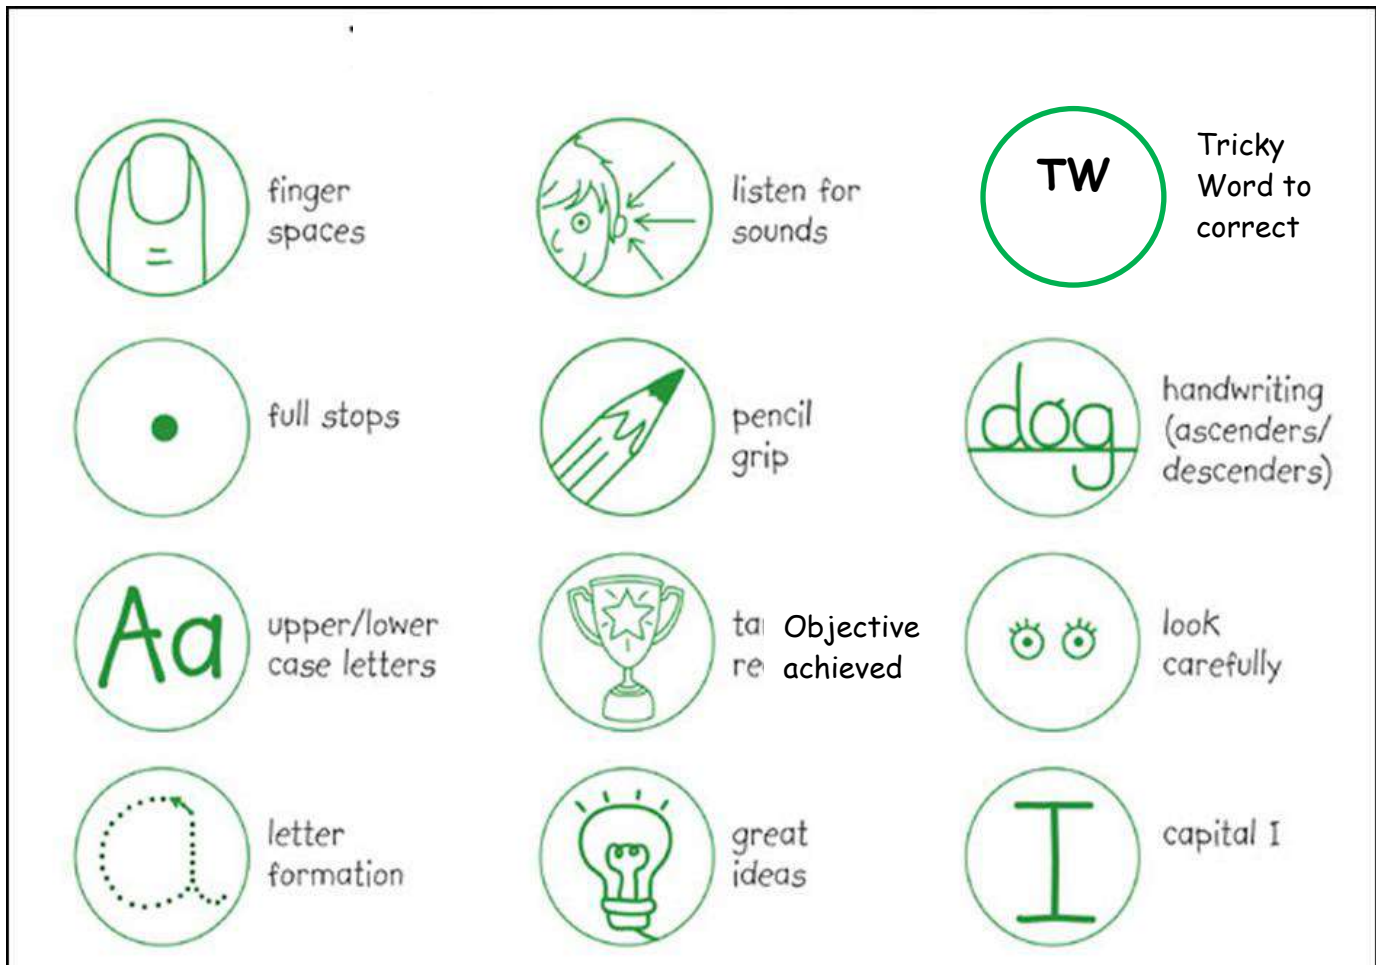 finger
spaces
listen for
sounds
TW
Tricky
Word to
correct
full stops
pencil
grip
dog
handwriting
(ascenders/
descenders)
Aa
upper/lower
case letters
Objective
achieved
look
carefully
a
letter
formation
great
ideas
I
capital I